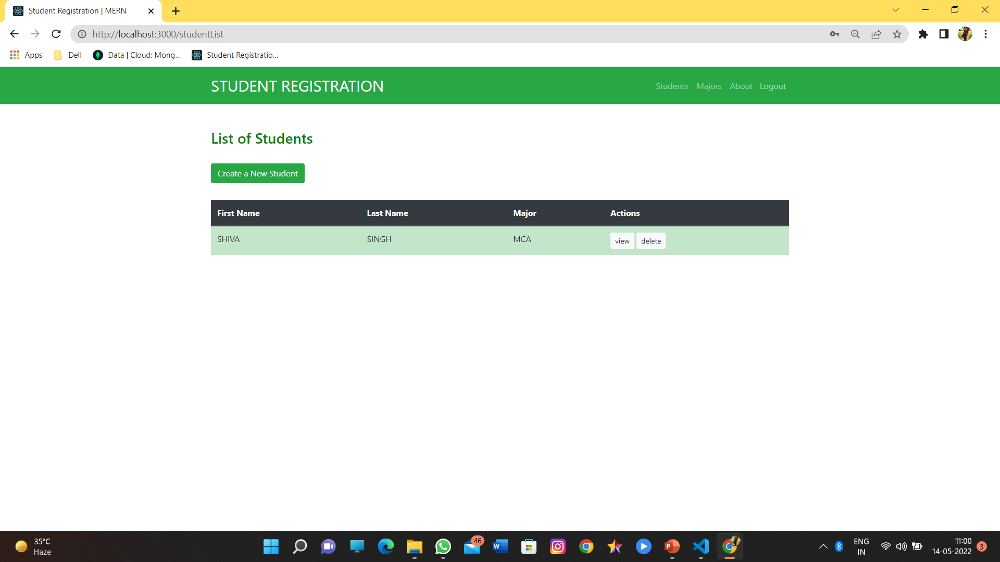 Student Registration | MERN
http://localhost:3000/studentList
Apps Dell Data | Cloud: Mong... Student Registratio...
STUDENT REGISTRATION Students Majors About Logout
List of Students
Create a New Student
First Name Last Name Major Actions
SHIVA SINGH MCA view delete
35°C
Haze
46
W
P
ENG
IN
11:00
14-05-2022
3